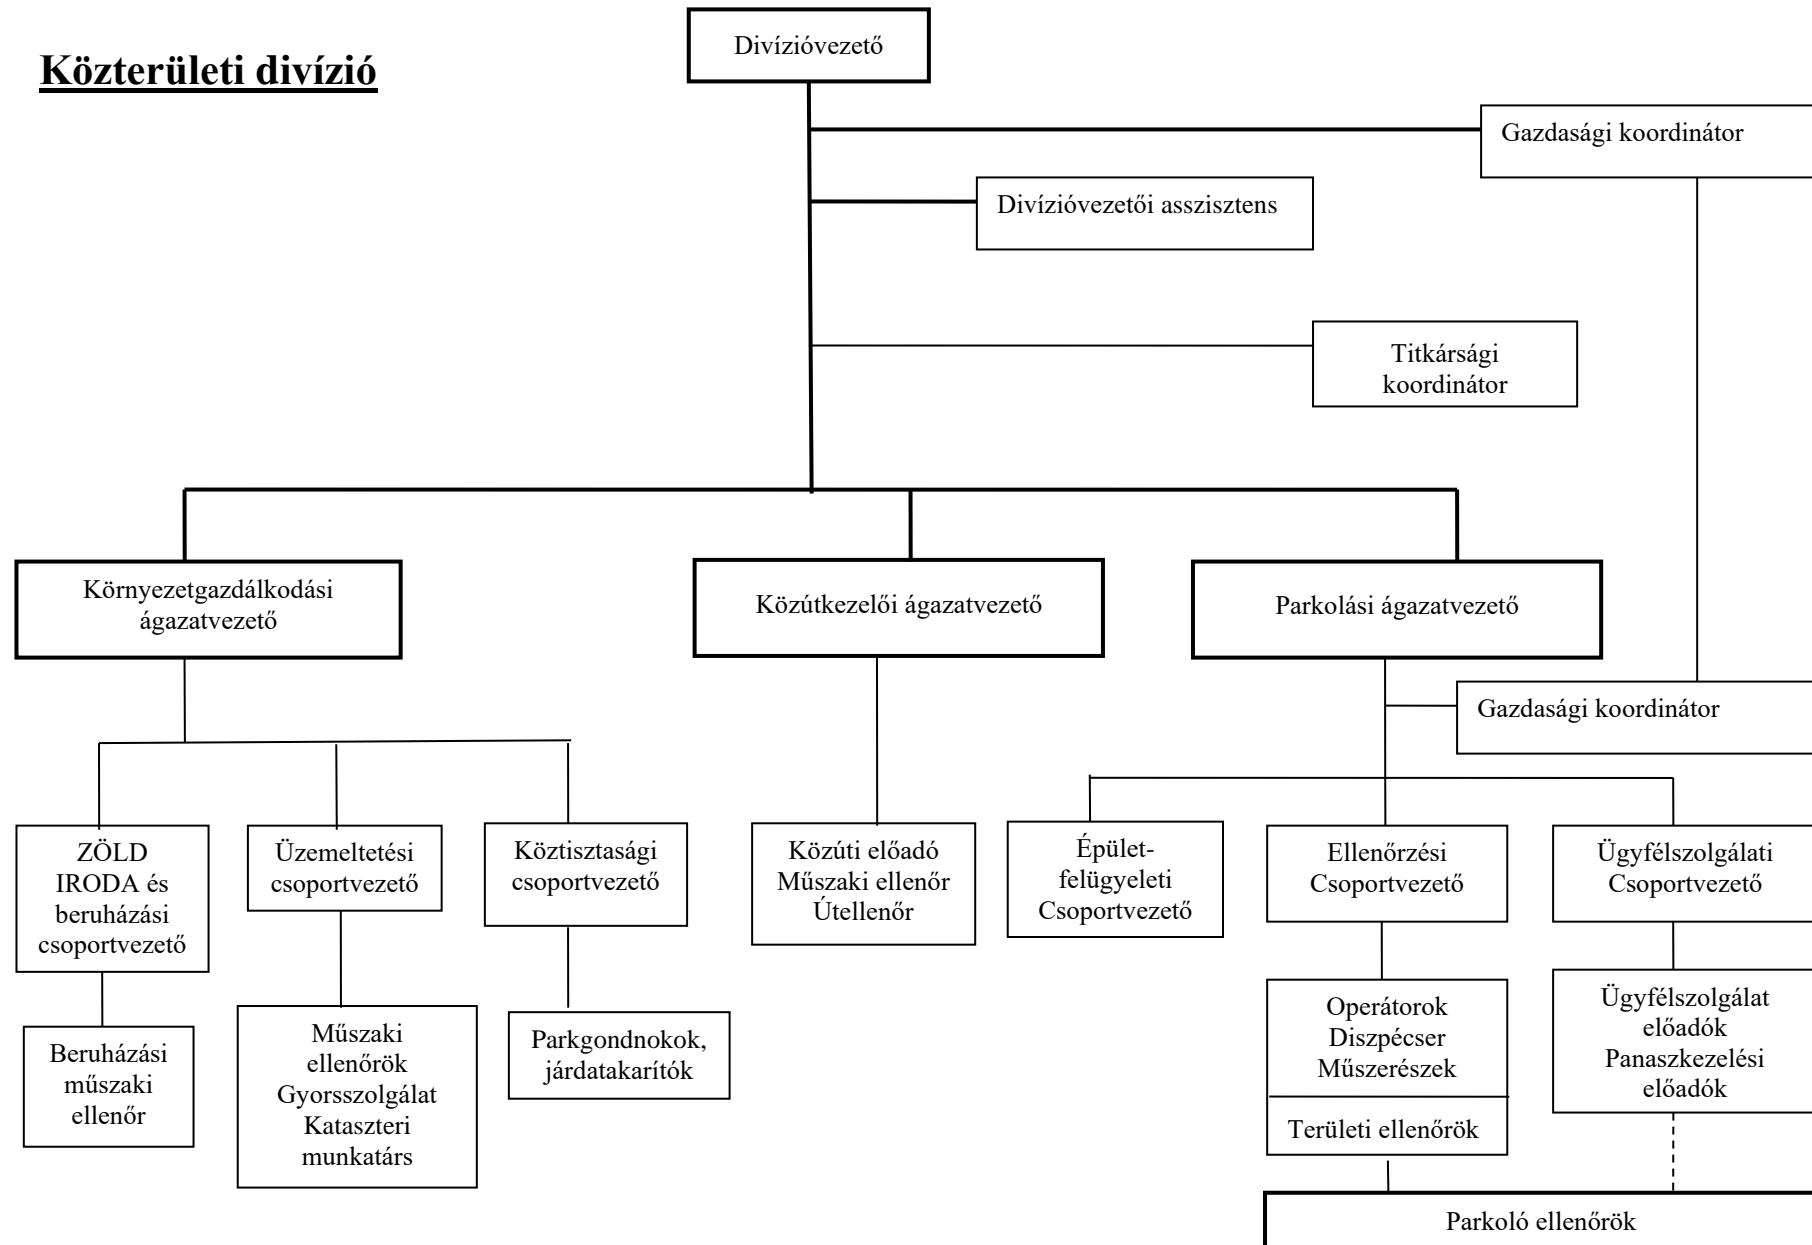 Közterületi divízió
Divízióvezető
Gazdasági koordinátor
Divízióvezetői asszisztens
Titkársági
koordinátor
Környezetgazdálkodási
ágazatvezető
Közútkezelői ágazatvezető
Parkolási ágazatvezető
Gazdasági koordinátor
ZÖLD
IRODA és
beruházási
csoportvezető
Üzemeltetési
csoportvezető
Köztisztasági
csoportvezető
Közúti előadó
Műszaki ellenőr
Útellenőr
Épület-
felügyeleti
Csoportvezető
Ellenőrzési
Csoportvezető
Ügyfélszolgálati
Csoportvezető
Beruházási
műszaki
ellenőr
Műszaki
ellenőrök
Gyorsszolgálat
Kataszteri
munkatárs
Parkgondnokok,
járdatakarítók
Operátorok
Diszpécser
Műszerészek
Területi ellenőrök
Ügyfélszolgálat
előadók
Panaszkezelési
előadók
Parkoló ellenőrök